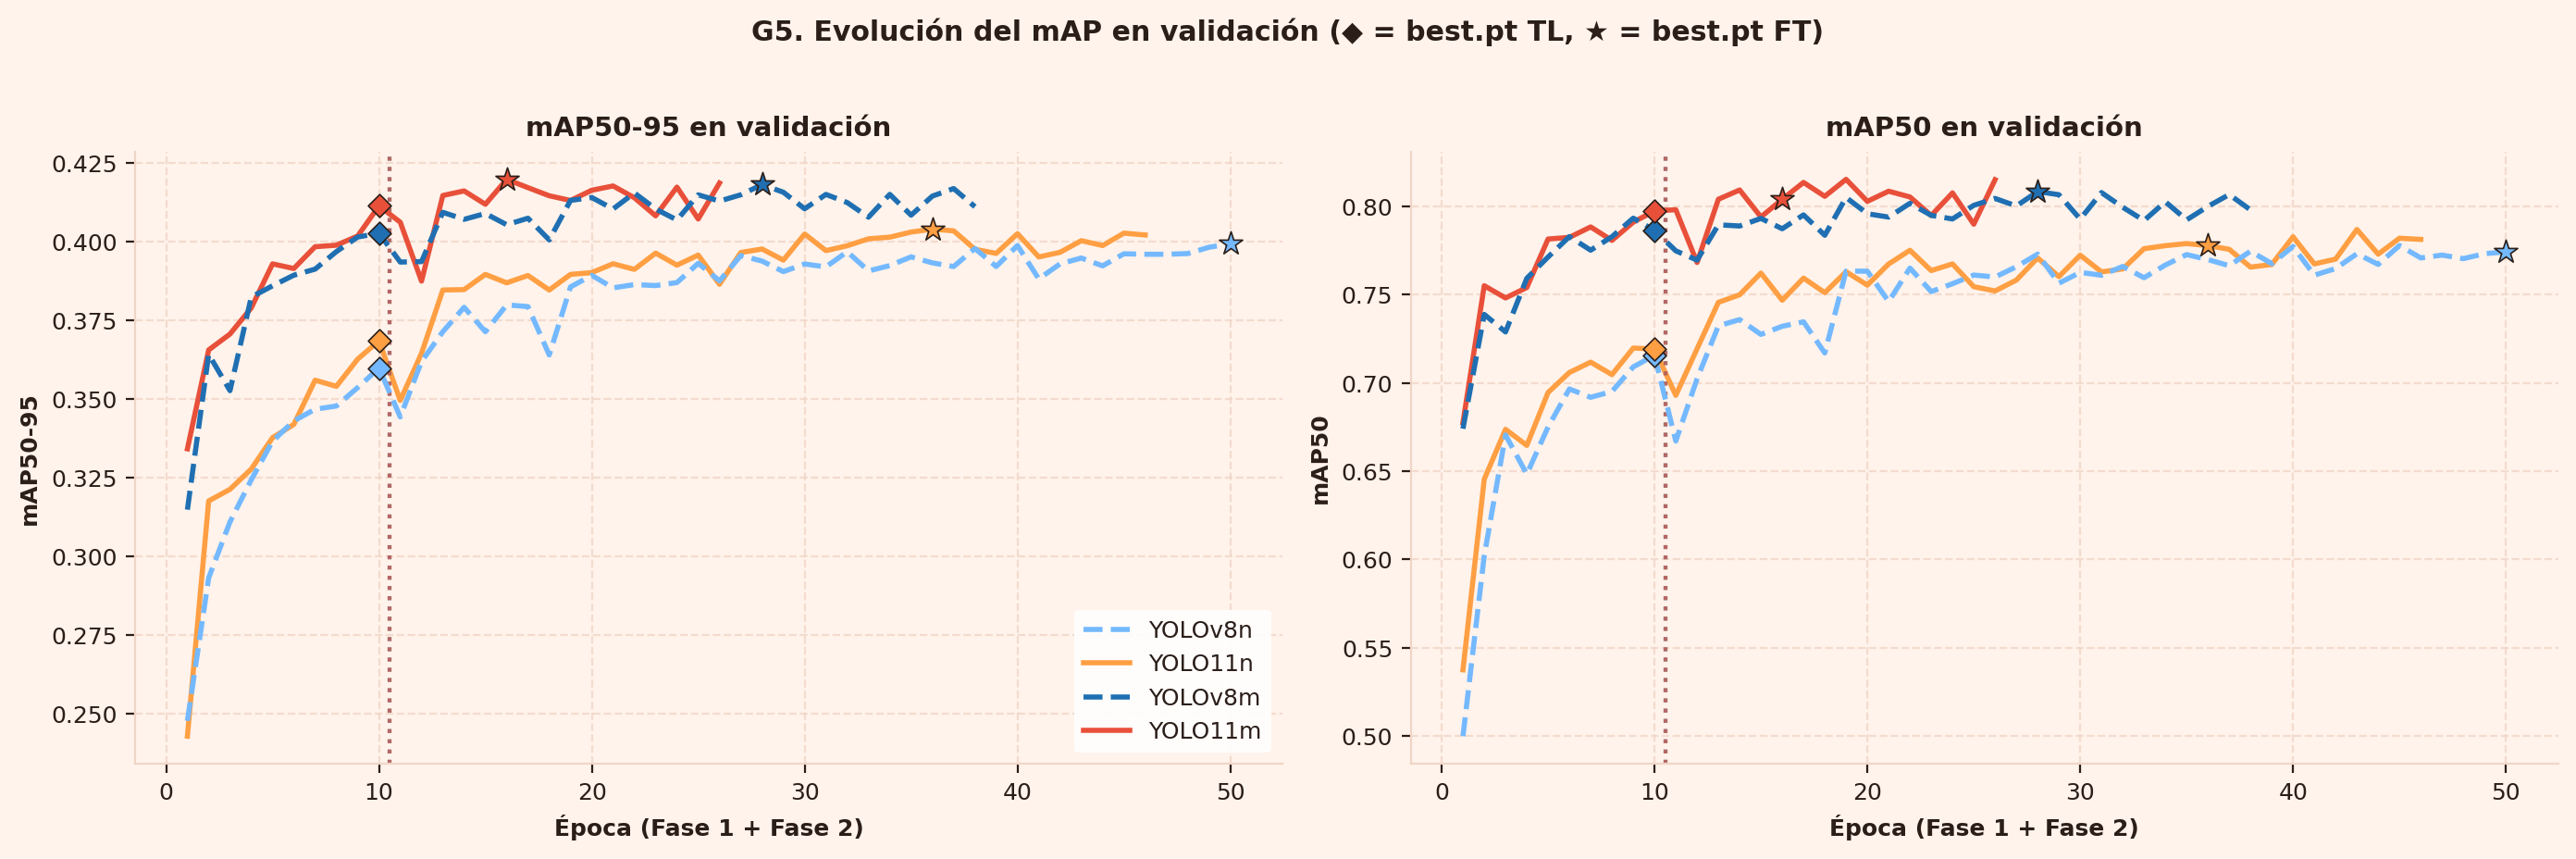 G5. Evolución del mAP en validación (◆ = best.pt TL, ★ = best.pt FT)
mAP50-95 en validación
mAP50-95
0.425
0.400
0.375
0.350
0.325
0.300
0.275
0.250
0 10 20 30 40 50
Época (Fase 1 + Fase 2)
YOLOv8n
YOLO11n
YOLOv8m
YOLO11m
mAP50 en validación
mAP50
0.80
0.75
0.70
0.65
0.60
0.55
0.50
0 10 20 30 40 50
Época (Fase 1 + Fase 2)